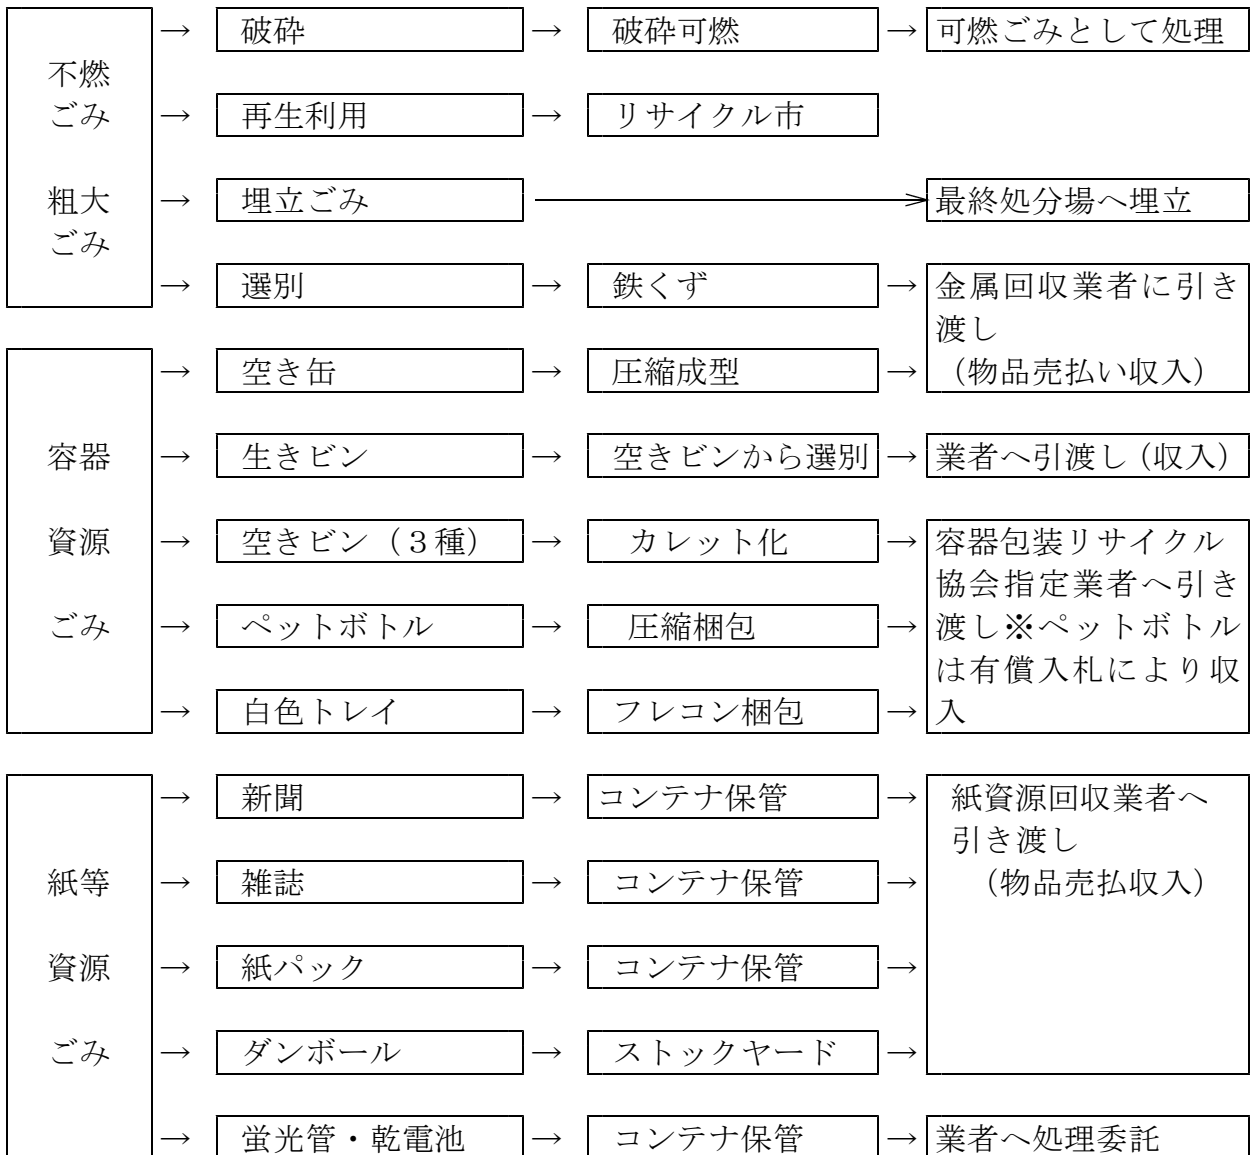 → 破砕 → 破砕可燃 → 可燃ごみとして処理
不燃
ごみ → 再生利用 → リサイクル市
粗大 → 埋立ごみ → 最終処分場へ埋立
ごみ
→ 選別 → 鉄くず → 金属回収業者に引き
渡し
→ 空き缶 → 圧縮成型 → （物品売払い収入）
容器 → 生きビン → 空きビンから選別 → 業者へ引渡し（収入）
資源 → 空きビン（３種） → カレット化 → 容器包装リサイクル
協会指定業者へ引き
ごみ → ペットボトル → 圧縮梱包 → 渡し※ペットボトル
は有償入札により収
→ 白色トレイ → フレコン梱包 → 入
→ 新聞 → コンテナ保管 → 紙資源回収業者へ
引き渡し
紙等 → 雑誌 → コンテナ保管 → （物品売払収入）
資源 → 紙パック → コンテナ保管 →
ごみ → ダンボール → ストックヤード →
→ 蛍光管・乾電池 → コンテナ保管 → 業者へ処理委託